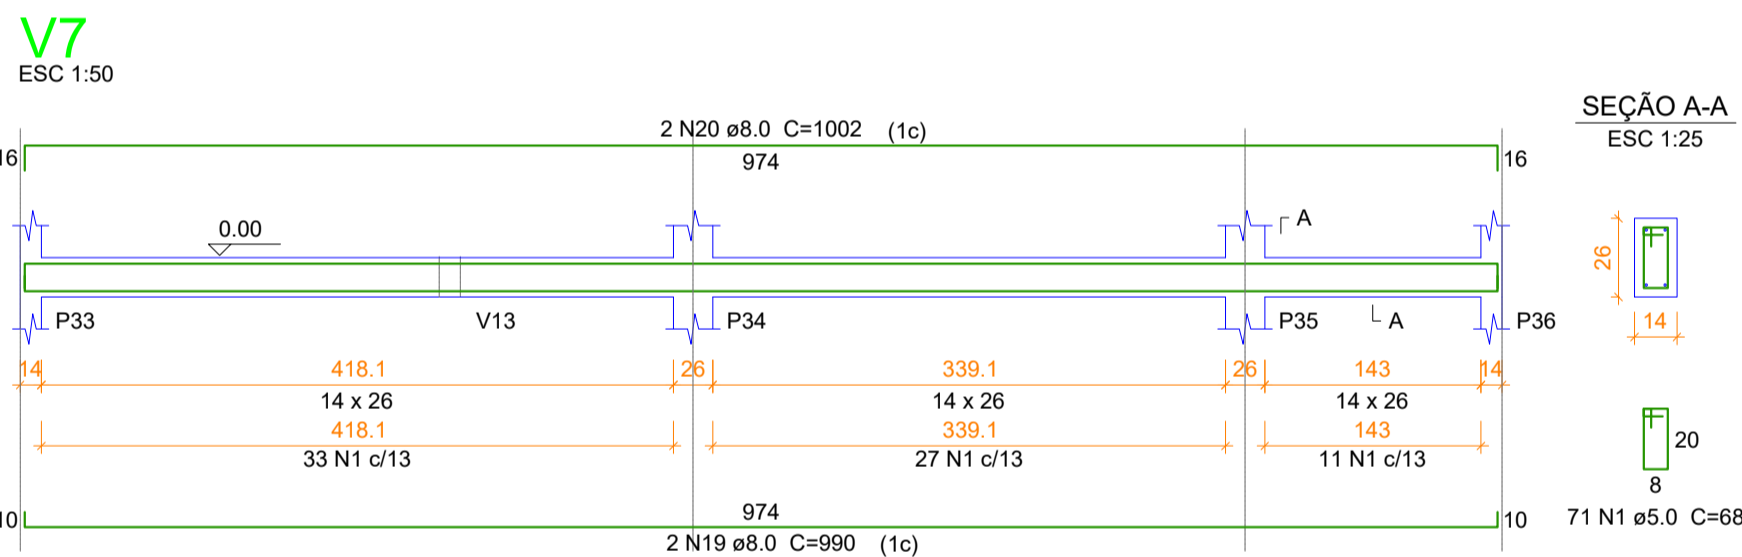 V7
ESC 1:50
SEÇÃO A-A
ESC 1:25
2 N20 ø8.0 C=1002 (1c)
16 974 16
0.00
A
26
14
P33 V13 P34 P35 A P36
14 418.1 26 339.1 26 143 14
14 x 26 14 x 26 14 x 26
418.1 339.1 143
33 N1 c/13 27 N1 c/13 11 N1 c/13
20
8
71 N1 ø5.0 C=68
10 974 10
2 N19 ø8.0 C=990 (1c)